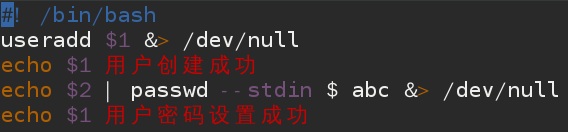 #! /bin/bash
useradd $1 &> /dev/null
echo $1 用户创建成功
echo $2 | passwd --stdin $ abc &> /dev/null
echo $1 用户密码设置成功